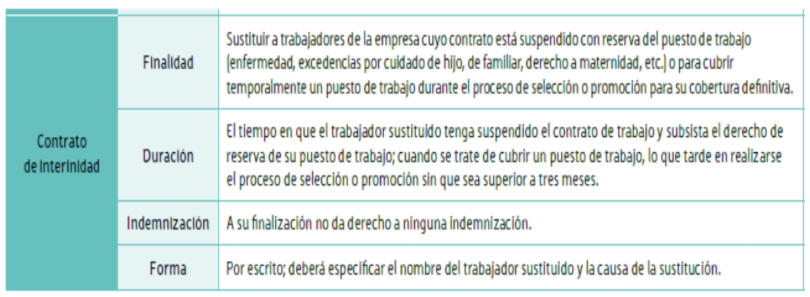 Contrato
de Interinidad
Finalidad
Sustituir a trabajadores de la empresa cuyo contrato está suspendido con reserva del puesto de trabajo
(enfermedad, excedencias por cuidado de hijo, de familiar, derecho a maternidad, etc.) o para cubrir
temporalmente un puesto de trabajo durante el proceso de selección o promoción para su cobertura definitiva.
Duración
El tiempo en que el trabajador sustituido tenga suspendido el contrato de trabajo y subsista el derecho de
reserva de su puesto de trabajo; cuando se trate de cubrir un puesto de trabajo, lo que tarde en realizarse
el proceso de selección o promoción sin que sea superior a tres meses.
Indemnización
A su finalización no da derecho a ninguna indemnización.
Forma
Por escrito; deberá especificar el nombre del trabajador sustituido y la causa de la sustitución.